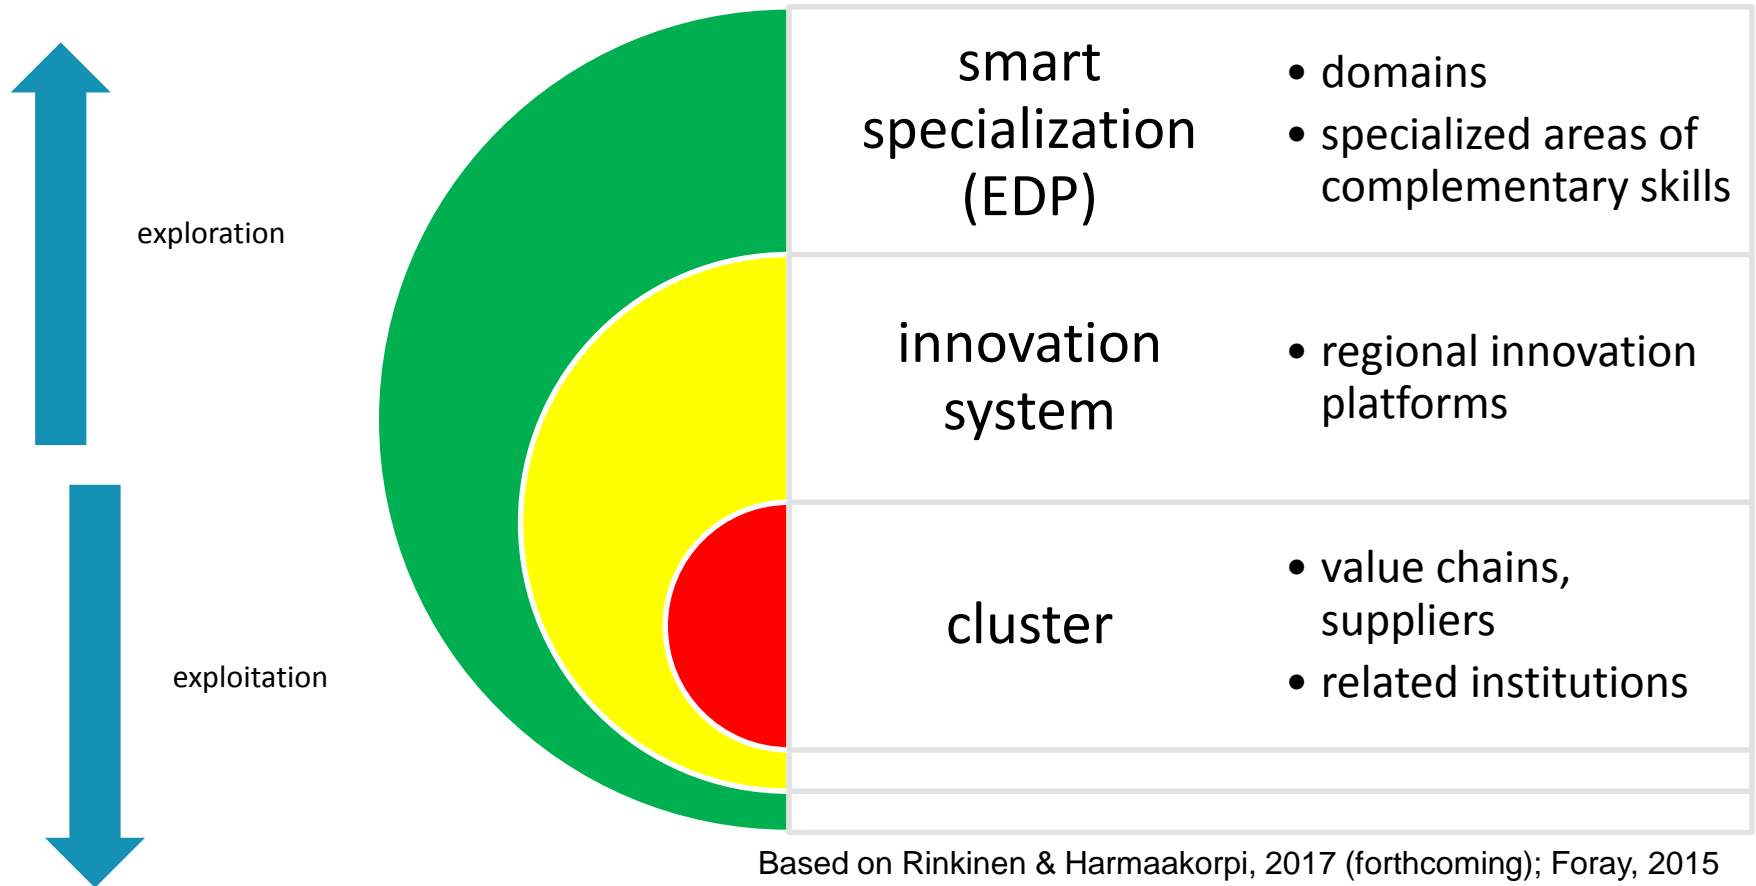 exploration
exploitation
smart
specialization
(EDP)
• domains
• specialized areas of
complementary skills
innovation
system
• regional innovation
platforms
cluster
• value chains,
suppliers
• related institutions
Based on Rinkinen & Harmaakorpi, 2017 (forthcoming); Foray, 2015